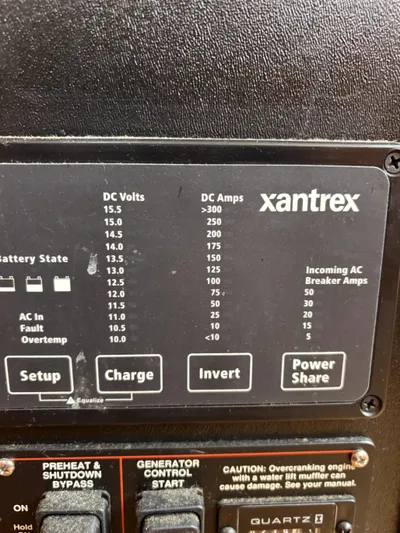 xantrex
DC Volts
15.5
15.0
14.5
14.0
13.5
13.0
12.5
12.0
11.5
11.0
10.5
10.0
DC Amps
>300
250
200
175
150
125
100
75
50
25
10
<10
Battery State
AC In
Fault
Overtemp
Incoming AC
Breaker Amps
50
30
20
15
5
Setup
Charge
Invert
Power
Share
Equalize
PREHEAT &
SHUTDOWN
BYPASS
ON
Hold
GENERATOR
CONTROL
START
CAUTION: Overcranking engine
with a water lift muffler can
cause damage. See your manual.
QUARTZ